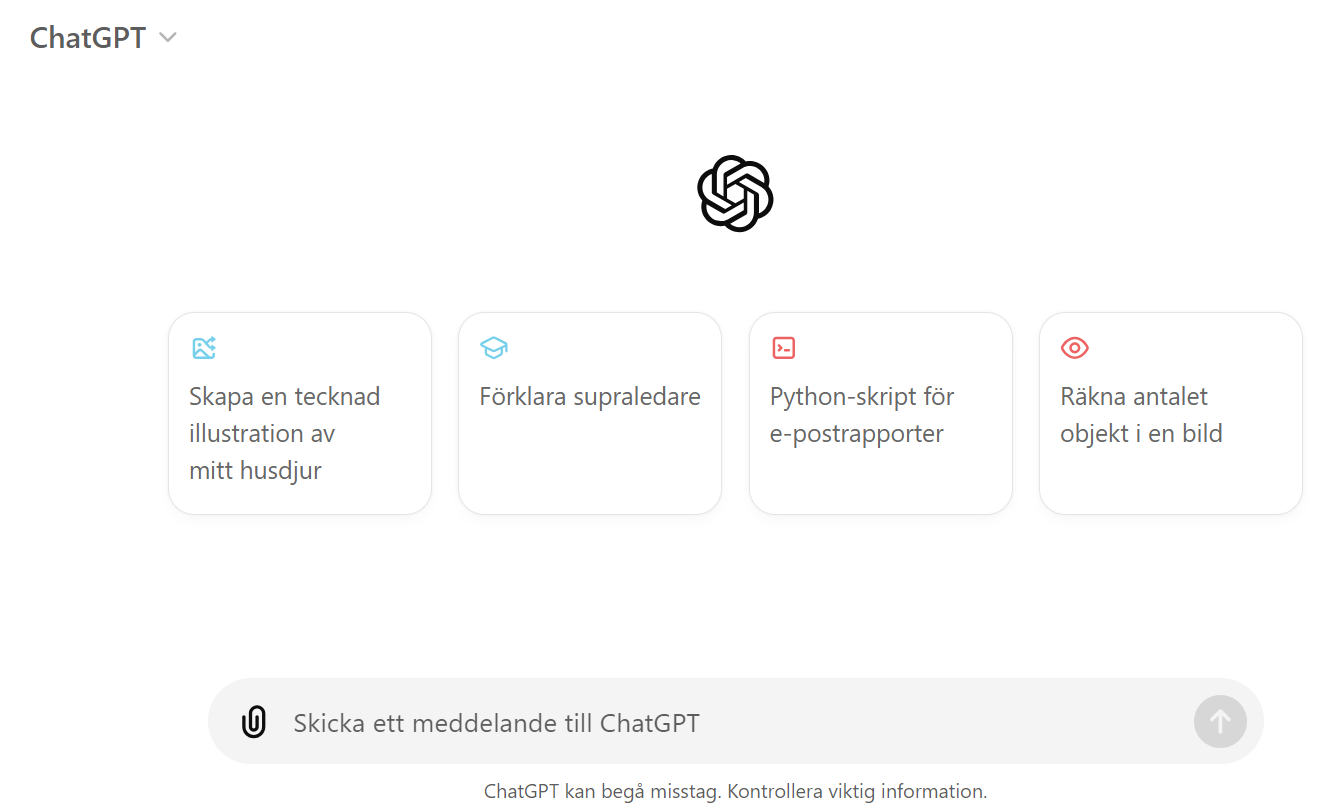 ChatGPT
Skapa en tecknad
illustration av
mitt husdjur
Förklara supraledare
Python-skript för
e-postrapporter
Räkna antalet
objekt i en bild
Skicka ett meddelande till ChatGPT
ChatGPT kan begå misstag. Kontrollera viktig information.